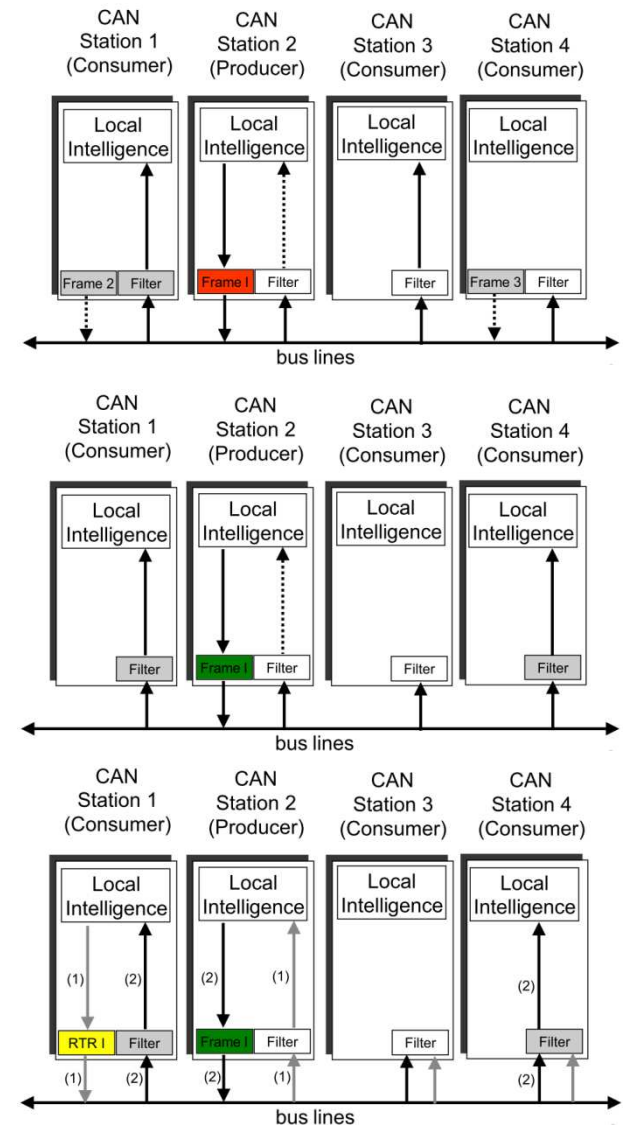 CAN CAN CAN CAN
Station 1 Station 2 Station 3 Station 4
(Consumer) (Producer) (Consumer) (Consumer)
Local Local Local Local
Intelligence Intelligence Intelligence Intelligence
Frame 2 Filter Frame I Filter Filter Frame 3 Filter
bus lines
CAN CAN CAN CAN
Station 1 Station 2 Station 3 Station 4
(Consumer) (Producer) (Consumer) (Consumer)
Local Local Local Local
Intelligence Intelligence Intelligence Intelligence
Filter Frame I Filter Filter Filter
bus lines
CAN CAN CAN CAN
Station 1 Station 2 Station 3 Station 4
(Consumer) (Producer) (Consumer) (Consumer)
Local Local Local Local
Intelligence Intelligence Intelligence Intelligence
(1) (2) (2) (1) (2)
RTR I Filter Frame I Filter Filter Filter
(1) (2) (2) (1) (2)
bus lines